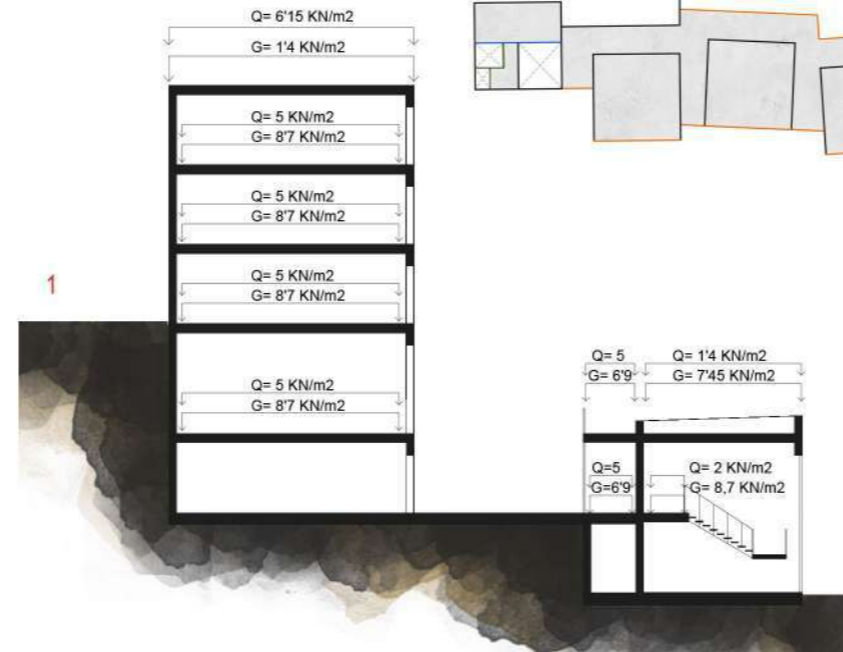 Q= 6'15 KN/m2
G= 1'4 KN/m2
Q= 5 KN/m2
G= 8'7 KN/m2
Q= 5 KN/m2
G= 8'7 KN/m2
Q= 5 KN/m2
G= 8'7 KN/m2
1
Q= 5 KN/m2
G= 8'7 KN/m2
Q= 5
G= 6'9
Q= 1'4 KN/m2
G= 7'45 KN/m2
Q=5
G=6'9
Q= 2 KN/m2
G= 8,7 KN/m2